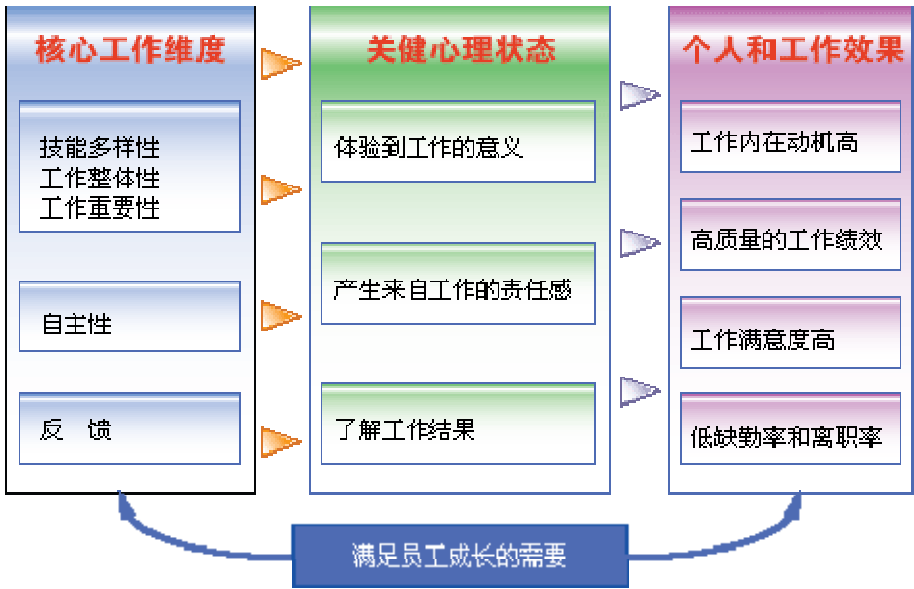 核心工作维度
技能多样性
工作整体性
工作重要性
自主性
反 馈
关健心理状态
体验到工作的意义
产生来自工作的责任感
了解工作结果
个人和工作效果
工作内在动机高
高质量的工作绩效
工作满意度高
低缺勤率和离职率
满足员工成长的需要